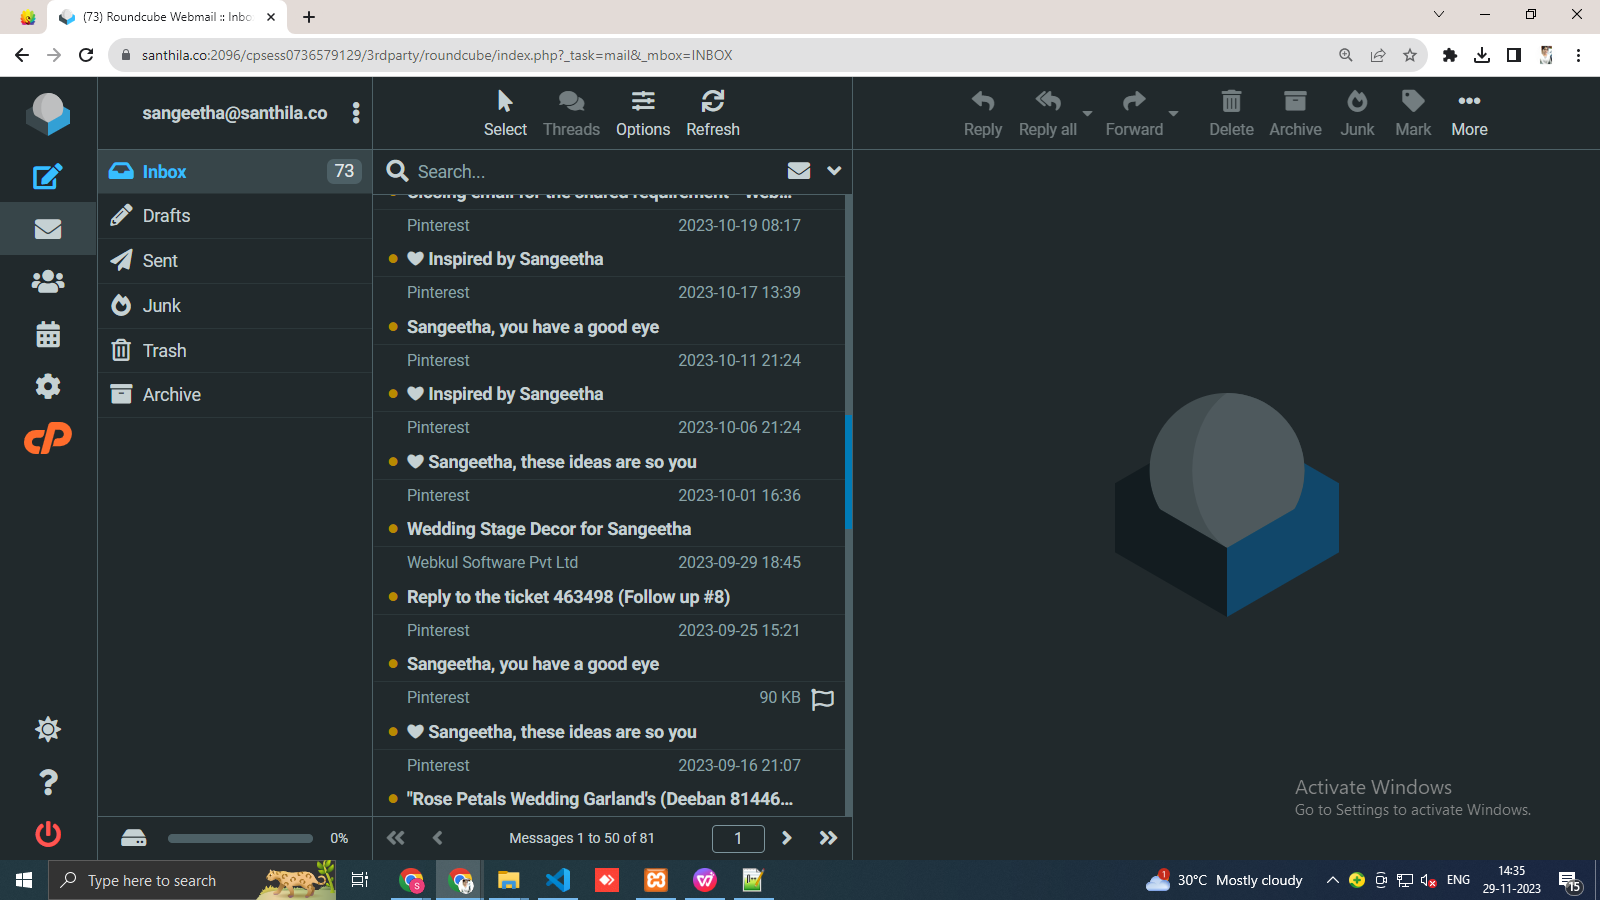 (73) Roundcube Webmail :: Inbo
santhila.co:2096/cpsess0736579129/3rdparty/roundcube/index.php?_task=mail&_mbox=INBOX
sangeetha@santhila.co
Select
Threads
Options
Refresh
Reply
Reply all
Forward
Delete
Archive
Junk
Mark
More
Inbox
73
Drafts
Sent
Junk
Trash
Archive
Search...
Closing email for the shared requirement - Web...
Pinterest 2023-10-19 08:17
Inspired by Sangeetha
Pinterest 2023-10-17 13:39
Sangeetha, you have a good eye
Pinterest 2023-10-11 21:24
Inspired by Sangeetha
Pinterest 2023-10-06 21:24
Sangeetha, these ideas are so you
Pinterest 2023-10-01 16:36
Wedding Stage Decor for Sangeetha
Webkul Software Pvt Ltd 2023-09-29 18:45
Reply to the ticket 463498 (Follow up #8)
Pinterest 2023-09-25 15:21
Sangeetha, you have a good eye
Pinterest 90 KB
Sangeetha, these ideas are so you
Pinterest 2023-09-16 21:07
"Rose Petals Wedding Garland's (Deeban 81446...
0%
Messages 1 to 50 of 81
1
Activate Windows
Go to Settings to activate Windows.
cP
Type here to search
S
1
30°C Mostly cloudy
ENG
14:35
29-11-2023
15